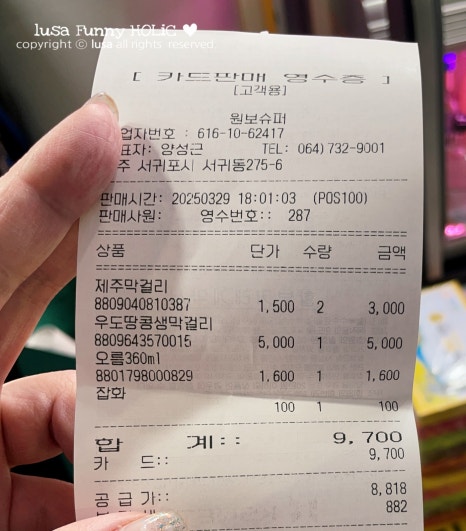 lusa Funny HOLiC ♥
copyright ⓒ lusa all rights reserved.
[ 카드판매 영수증 ]
[고객용]
원보슈퍼
업자번호 : 616-10-62417
표자: 양성근 TEL: 064)732-9001
주 서귀포시 서귀동275-6
판매시간: 20250329 18:01:03 (POS100)
판매사원: 영수번호:: 287
상품 단가 수량 금액
제주막걸리
8809040810387 1,500 2 3,000
우도땅콩생막걸리
8809643570015 5,000 1 5,000
오름360ml
8801798000829 1,600 1 1,600
잡화
100 1 100
합 계:: 9,700
카 드:: 9,700
공 급 가:: 8,818
882